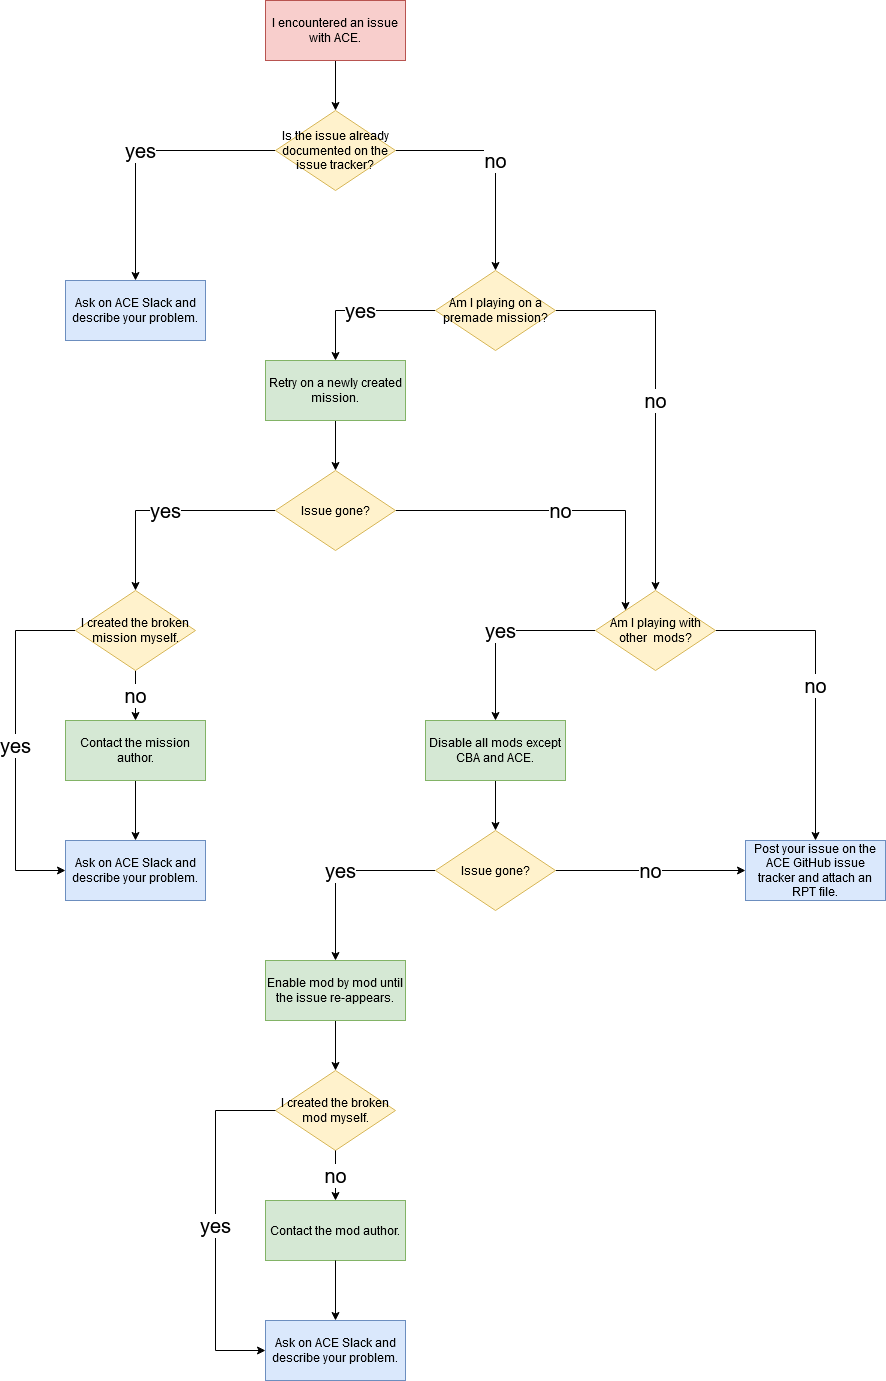 I encountered an issue
with ACE.
Is the issue already
documented on the
issue tracker?
yes
no
Ask on ACE Slack and
describe your problem.
Am I playing on a
premade mission?
yes
no
Retry on a newly created
mission.
Issue gone?
yes
no
I created the broken
mission myself.
Am I playing with
other  mods?
yes
no
no
yes
Contact the mission
author.
Disable all mods except
CBA and ACE.
Ask on ACE Slack and
describe your problem.
Issue gone?
yes
no
Post your issue on the
ACE GitHub issue
tracker and attach an
RPT file.
Enable mod by mod until
the issue re-appears.
I created the broken
mod myself.
no
yes
Contact the mod author.
Ask on ACE Slack and
describe your problem.